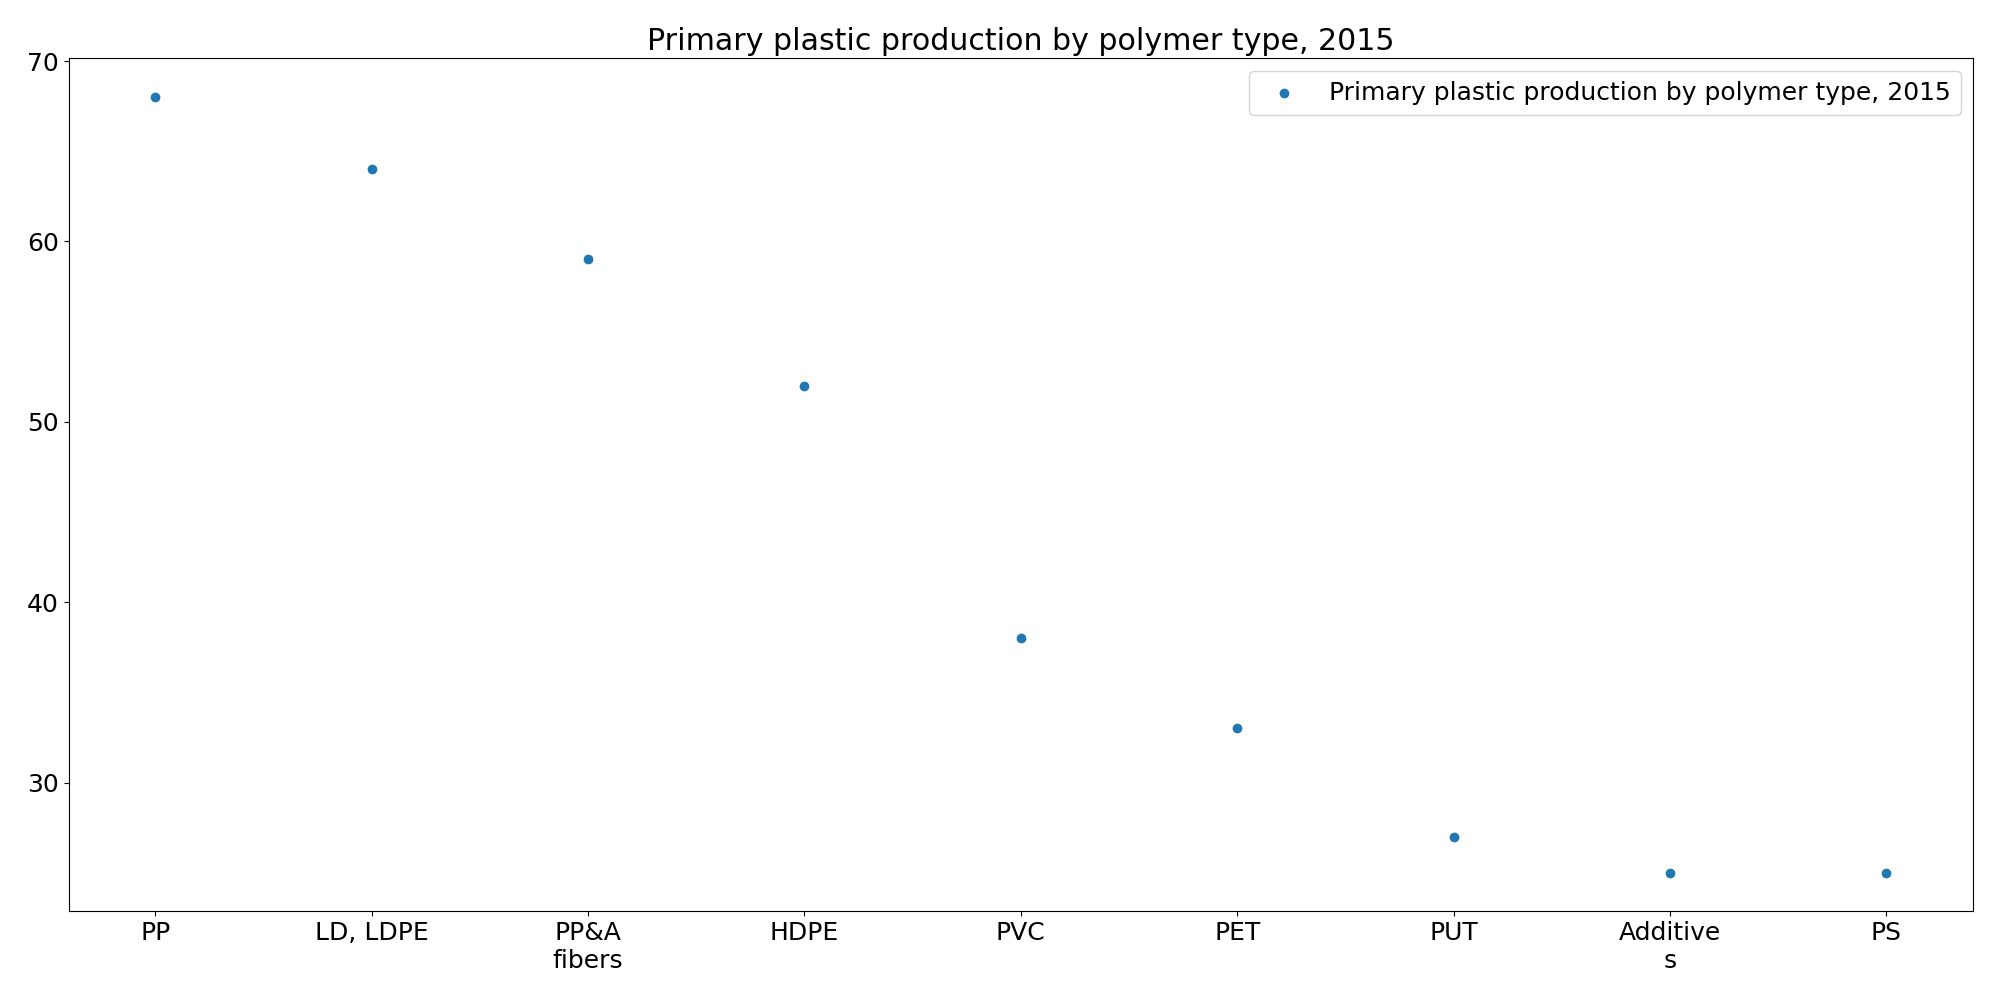 Primary plastic production by polymer type, 2015
70
Primary plastic production by polymer type, 2015
60
50
40
30
PP
LD, LDPE
PP&A
fibers
HDPE
PVC
PET
PUT
Additive
s
PS